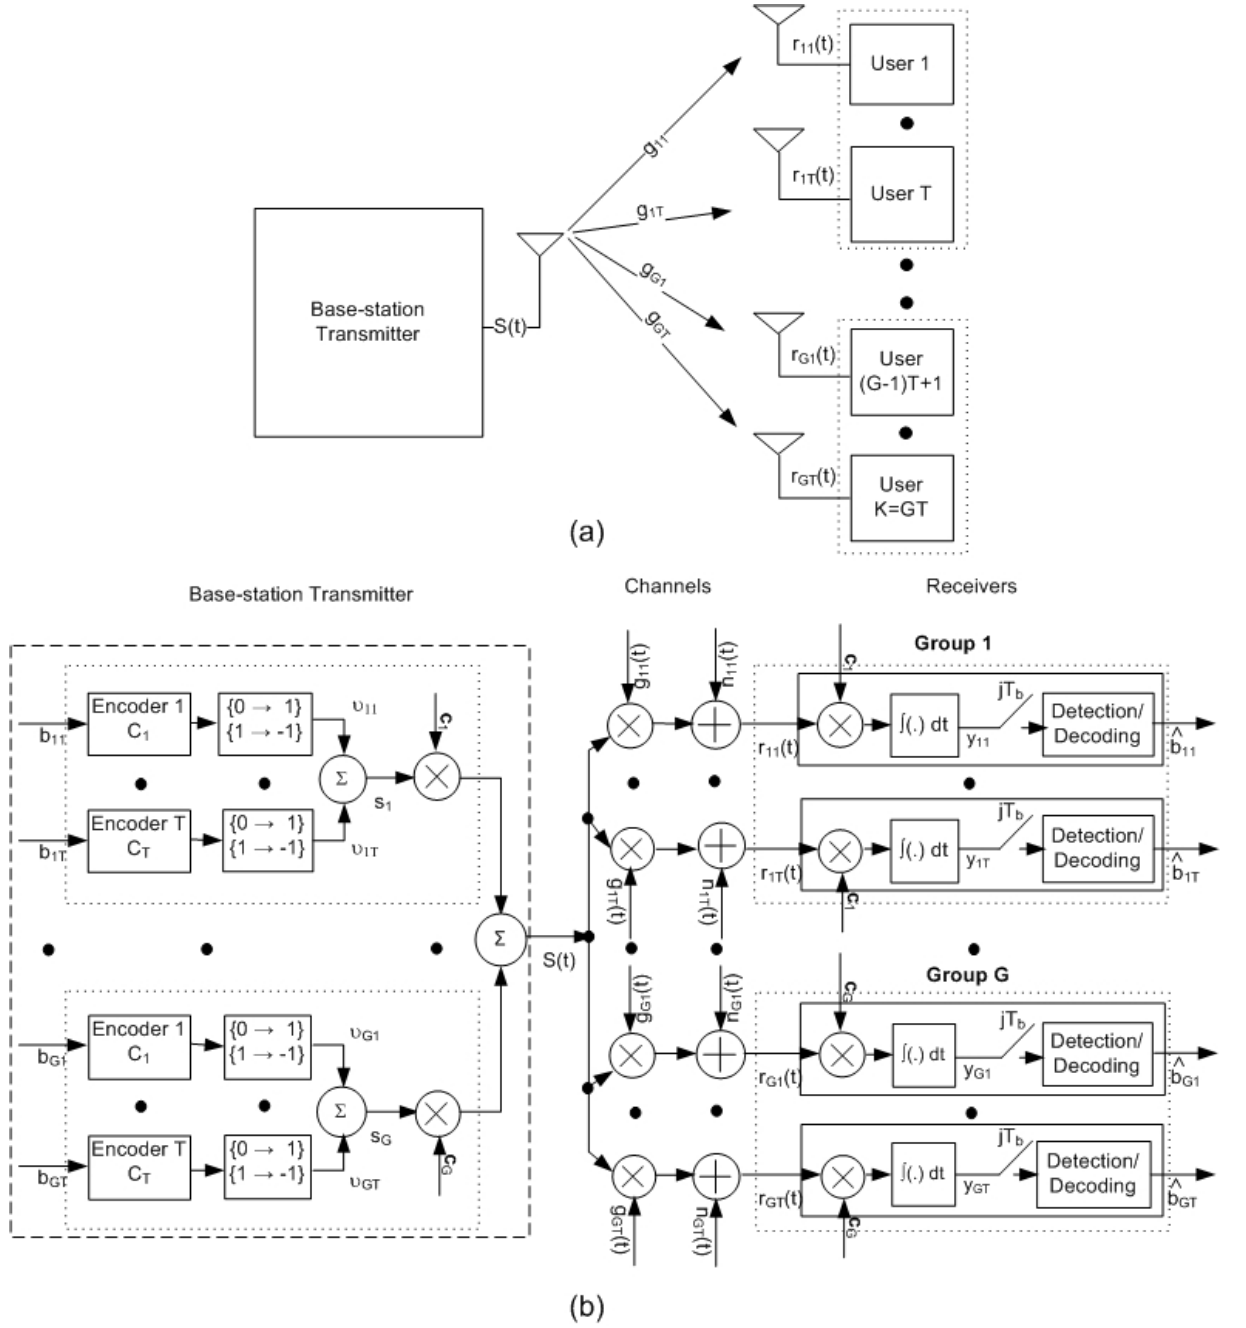 r11(t)
User 1
g11
r1T(t)
User T
g1T
Base-station
Transmitter
S(t)
gG1
gGT
rG1(t)
User
(G-1)T+1
rGT(t)
User
K=GT
(a)
Base-station Transmitter
Channels
Receivers
Group 1
g11(t)
n11(t)
c1
b11
Encoder 1
C1
{0 → 1}
{1 → -1}
υ11
c1
Σ
s1
r11(t)
∫(.) dt
y11
jTb
Detection/
Decoding
b̂11
b1T
Encoder T
CT
{0 → 1}
{1 → -1}
υ1T
g1T(t)
n1T(t)
r1T(t)
c1
∫(.) dt
y1T
jTb
Detection/
Decoding
b̂1T
Σ
S(t)
Group G
gG1(t)
nG1(t)
cG
bG1
Encoder 1
C1
{0 → 1}
{1 → -1}
υG1
Σ
sG
cG
rG1(t)
∫(.) dt
yG1
jTb
Detection/
Decoding
b̂G1
bGT
Encoder T
CT
{0 → 1}
{1 → -1}
υGT
gGT(t)
nGT(t)
rGT(t)
cG
∫(.) dt
yGT
jTb
Detection/
Decoding
b̂GT
(b)